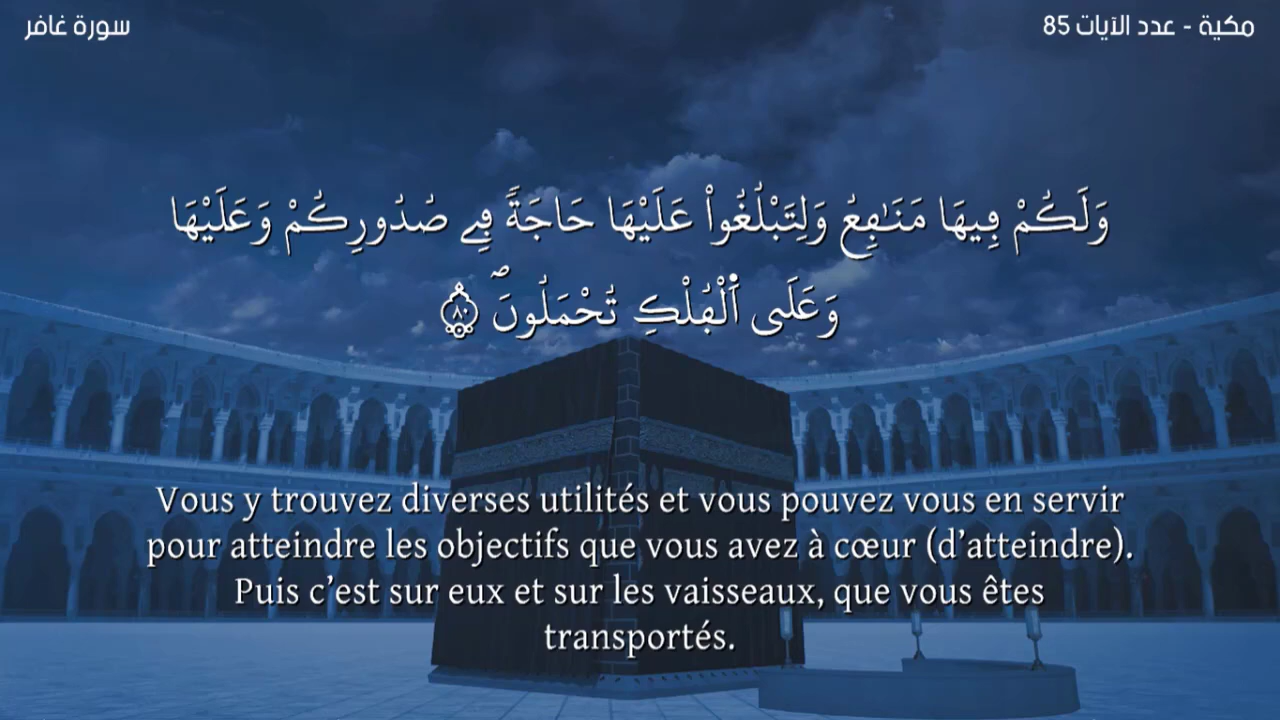 سورة غافر
مكية - عدد الآيات 85
وَلَكُمْ فِيهَا مَنَٰفِعُ وَلِتَبْلُغُواْ عَلَيْهَا حَاجَةٗ فِے صُدُورِكُمْ وَعَلَيْهَا
وَعَلَى اَ۬لْفُلْكِ تُحْمَلُونَۖ ٨٠
Vous y trouvez diverses utilités et vous pouvez vous en servir
pour atteindre les objectifs que vous avez à cœur (d’atteindre).
Puis c’est sur eux et sur les vaisseaux, que vous êtes
transportés.